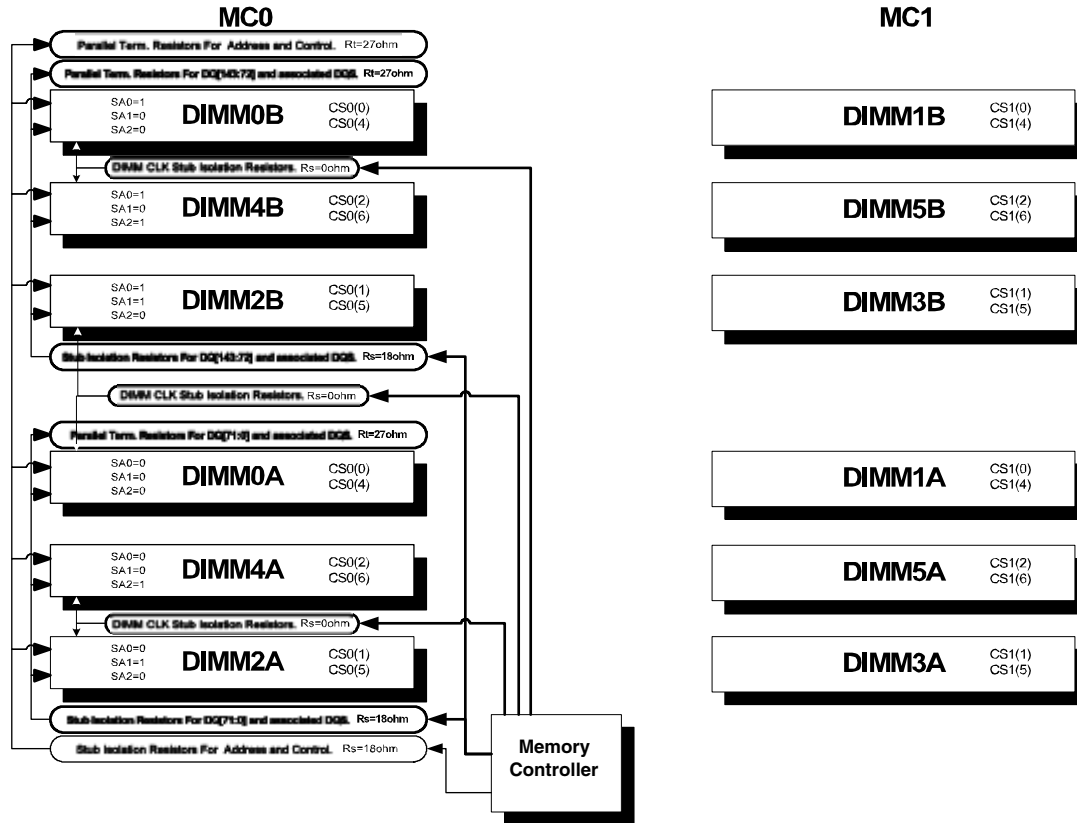 MC0
MC1
Parallel Term. Resistors For Address and Control. Rt=27ohm
Parallel Term. Resistors For DQ[143:72] and associated DQS. Rt=27ohm
SA0=1
SA1=0
SA2=0
DIMM0B
CS0(0)
CS0(4)
DIMM1B
CS1(0)
CS1(4)
DIMM CLK Stub Isolation Resistors. Rs=0ohm
SA0=1
SA1=0
SA2=1
DIMM4B
CS0(2)
CS0(6)
DIMM5B
CS1(2)
CS1(6)
SA0=1
SA1=1
SA2=0
DIMM2B
CS0(1)
CS0(5)
DIMM3B
CS1(1)
CS1(5)
Stub Isolation Resistors For DQ[143:72] and associated DQS. Rs=18ohm
DIMM CLK Stub Isolation Resistors. Rs=0ohm
Parallel Term. Resistors For DQ[71:0] and associated DQS. Rt=27ohm
SA0=0
SA1=0
SA2=0
DIMM0A
CS0(0)
CS0(4)
DIMM1A
CS1(0)
CS1(4)
SA0=0
SA1=0
SA2=1
DIMM4A
CS0(2)
CS0(6)
DIMM5A
CS1(2)
CS1(6)
DIMM CLK Stub Isolation Resistors. Rs=0ohm
SA0=0
SA1=1
SA2=0
DIMM2A
CS0(1)
CS0(5)
DIMM3A
CS1(1)
CS1(5)
Stub Isolation Resistors For DQ[71:0] and associated DQS. Rs=18ohm
Stub Isolation Resistors For Address and Control. Rs=18ohm
Memory
Controller